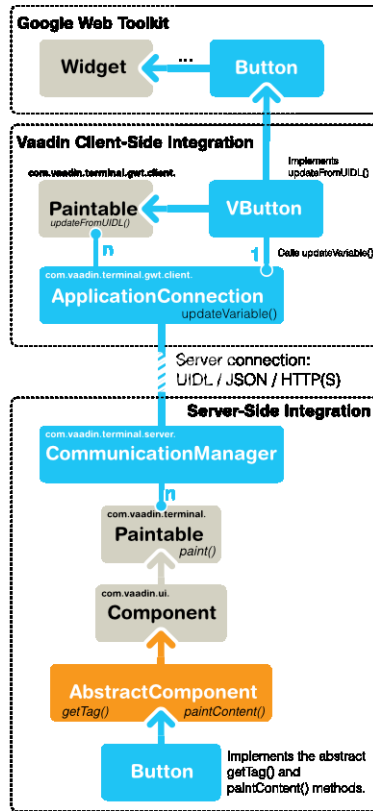 Google Web Toolkit
Widget
...
Button
Vaadin Client-Side Integration
com.vaadin.terminal.gwt.client.
Implements
updateFromUIDL()
Paintable
updateFromUIDL()
VButton
n
1
Calls updateVariable()
com.vaadin.terminal.gwt.client.
ApplicationConnection
updateVariable()
Server connection:
UIDL / JSON / HTTP(S)
Server-Side Integration
com.vaadin.terminal.server.
CommunicationManager
n
com.vaadin.terminal.
Paintable
paint()
com.vaadin.ui.
Component
AbstractComponent
getTag()
paintContent()
Button
Implements the abstract
getTag() and
paintContent() methods.